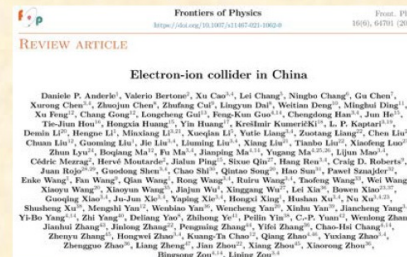 fop
Frontiers of Physics
https://doi.org/10.1007/s11467-021-1062-0
Front. Ph
16(6), 64701 (20
REVIEW ARTICLE
Electron-ion collider in China
Daniele P. Anderle, Valerio Bertone, Xu Cao, Lei Chang, Ningbo Chang, Gu Chen,
Xurong Chen, Zhuojun Chen, Zhufang Cui, Lingyun Dai, Weitian Deng, Minghui Ding,
Xu Feng, Chang Gong, Longcheng Gui, Feng-Kun Guo, Chengdong Han, Jun He,
Tie-Jiun Hou, Hongxia Huang, Yin Huang, Krešimir Kumerički, L. P. Kaptari,
Demin Li, Hengne Li, Minxiang Li, Xueqian Li, Yutie Liang, Zuotang Liang, Chen Liu
Chuan Liu, Guoming Liu, Jie Liu, Liuming Liu, Xiang Liu, Tianbo Liu, Xiaofeng Luo
Zhun Lyu, Boqiang Ma, Fu Ma, Jianping Ma, Yugang Ma, Lijun Mao,
Cédric Mezrag, Hervé Moutarde, Jialun Ping, Sixue Qin, Hang Ren, Craig D. Roberts,
Juan Rojo, Guodong Shen, Chao Shi, Qintao Song, Hao Sun, Paweł Sznajder
Enke Wang, Fan Wang, Qian Wang, Rong Wang, Ruiru Wang, Taofeng Wang, Wei Wang
Xiaoyu Wang, Xiaoyun Wang, Jiajun Wu, Xinggang Wu, Lei Xia, Bowen Xiao
Guoqing Xiao, Ju-Jun Xie, Yaping Xie, Hongxi Xing, Hushan Xu, Nu Xu
Shusheng Xu, Mengshi Yan, Wenbiao Yan, Wencheng Yan, Xinhu Yan, Jiancheng Yang
Yi-Bo Yang, Zhi Yang, Deliang Yao, Zhihong Ye, Peilin Yin, C.-P. Yuan, Wenlong Zhan
Jianhui Zhang, Jinlong Zhang, Pengming Zhang, Yifei Zhang, Chao-Hsi Chang
Zhenyu Zhang, Hongwei Zhao, Kuang-Ta Chao, Qiang Zhao, Yuxiang Zhao
Zhengguo Zhao, Liang Zheng, Jian Zhou, Xiang Zhou, Xiaorong Zhou
Bingsong Zou, Liping Zou